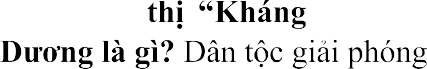 thị “Kháng
Dương là gì? Dân tộc giải phóng